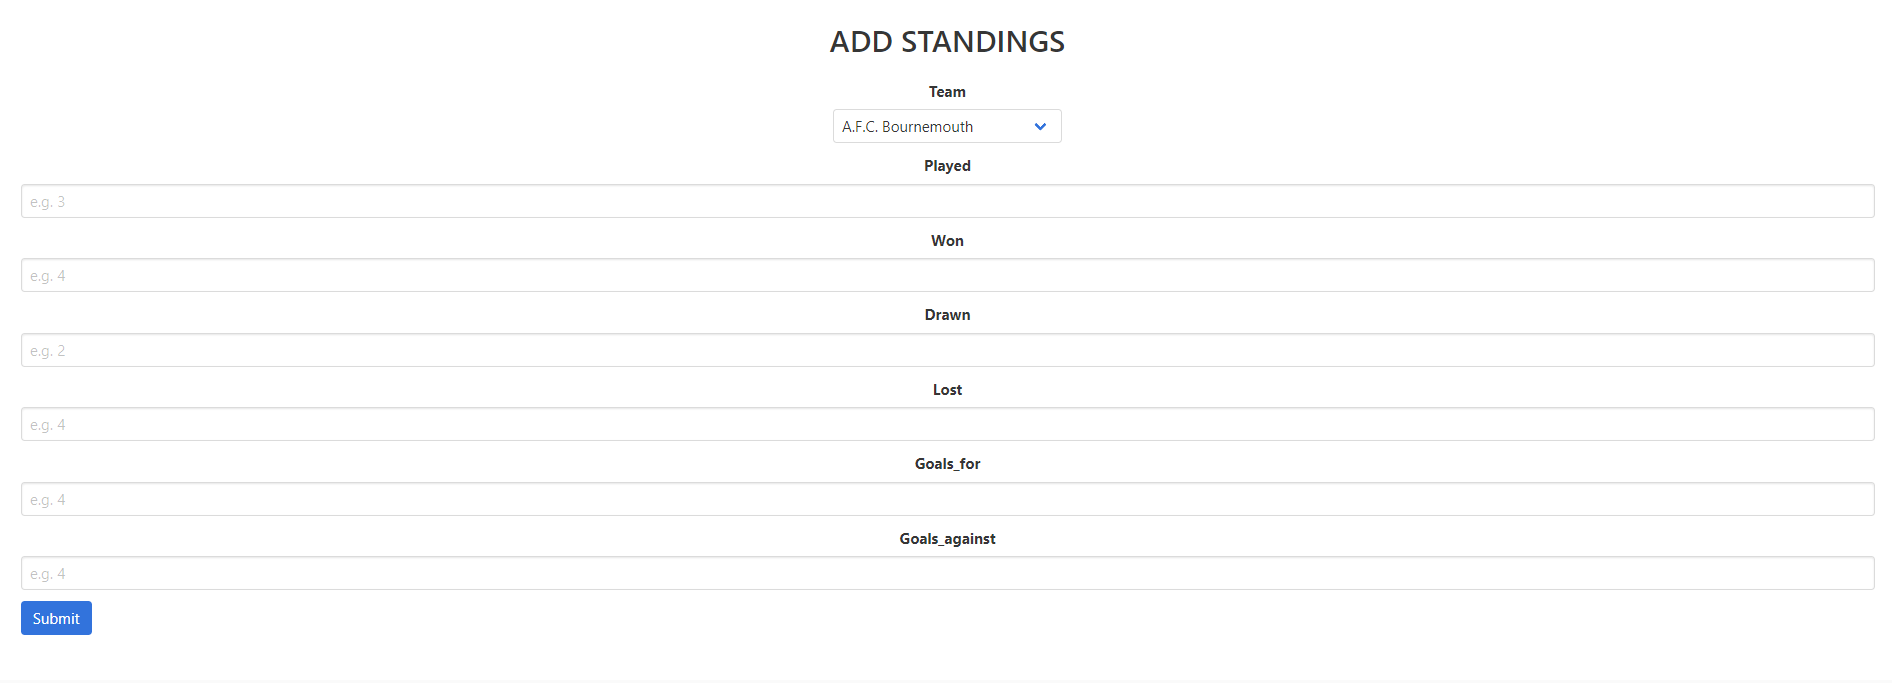 ADD STANDINGS
Team
A.F.C. Bournemouth
Played
e.g. 3
Won
e.g. 4
Drawn
e.g. 2
Lost
e.g. 4
Goals_for
e.g. 4
Goals_against
e.g. 4
Submit